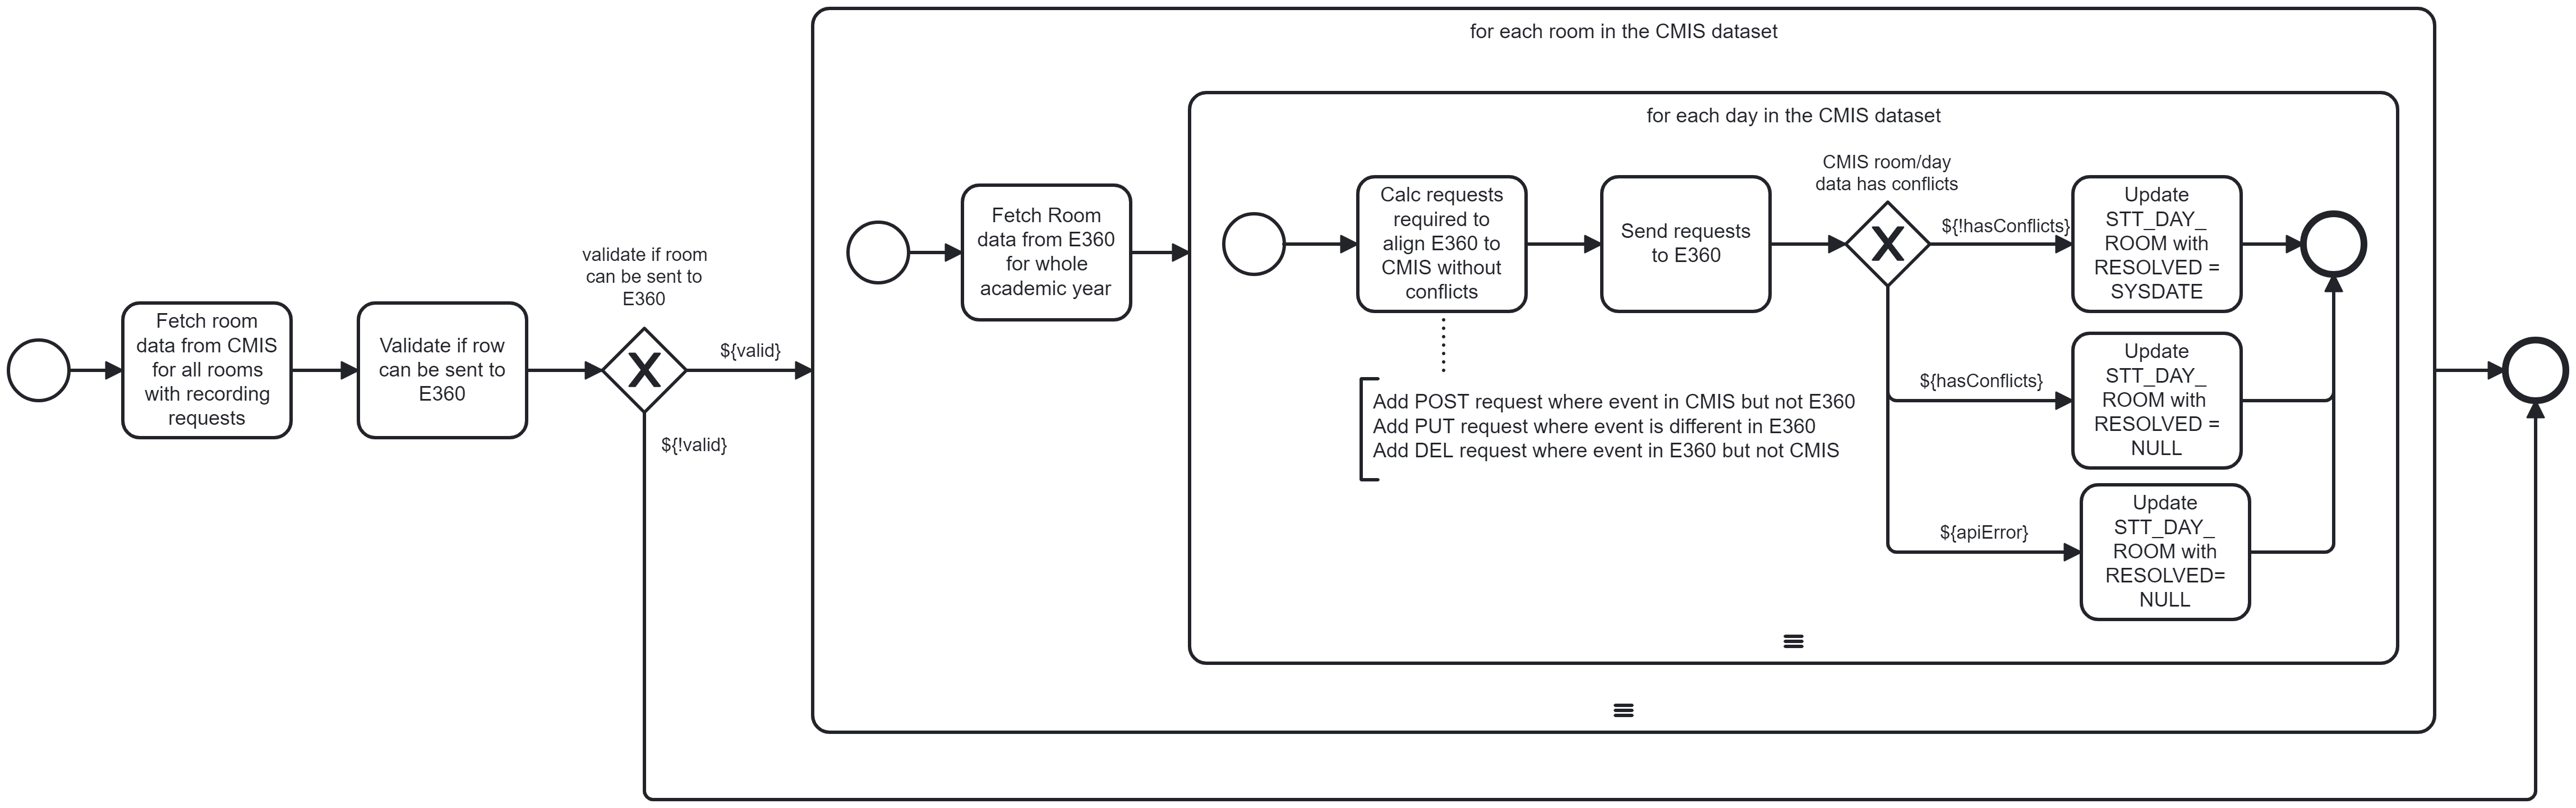 for each room in the CMIS dataset
for each day in the CMIS dataset
Fetch room
data from CMIS
for all rooms
with recording
requests
Validate if row
can be sent to
E360
validate if room
can be sent to
E360
${valid}
${!valid}
Fetch Room
data from E360
for whole
academic year
Calc requests
required to
align E360 to
CMIS without
conflicts
Add POST request where event in CMIS but not E360
Add PUT request where event is different in E360
Add DEL request where event in E360 but not CMIS
Send requests
to E360
CMIS room/day
data has conflicts
${!hasConflicts}
Update
STT_DAY_
ROOM with
RESOLVED =
SYSDATE
${hasConflicts}
Update
STT_DAY_
ROOM with
RESOLVED =
NULL
${apiError}
Update
STT_DAY_
ROOM with
RESOLVED=
NULL